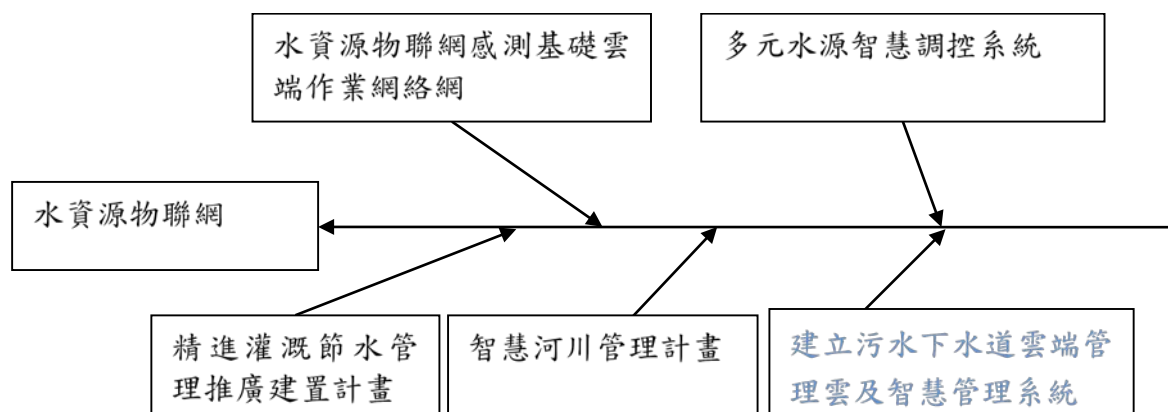 水資源物聯網感測基礎雲
端作業網絡網
多元水源智慧調控系統
水資源物聯網
精進灌溉節水管
理推廣建置計畫
智慧河川管理計畫
建立污水下水道雲端管
理雲及智慧管理系統